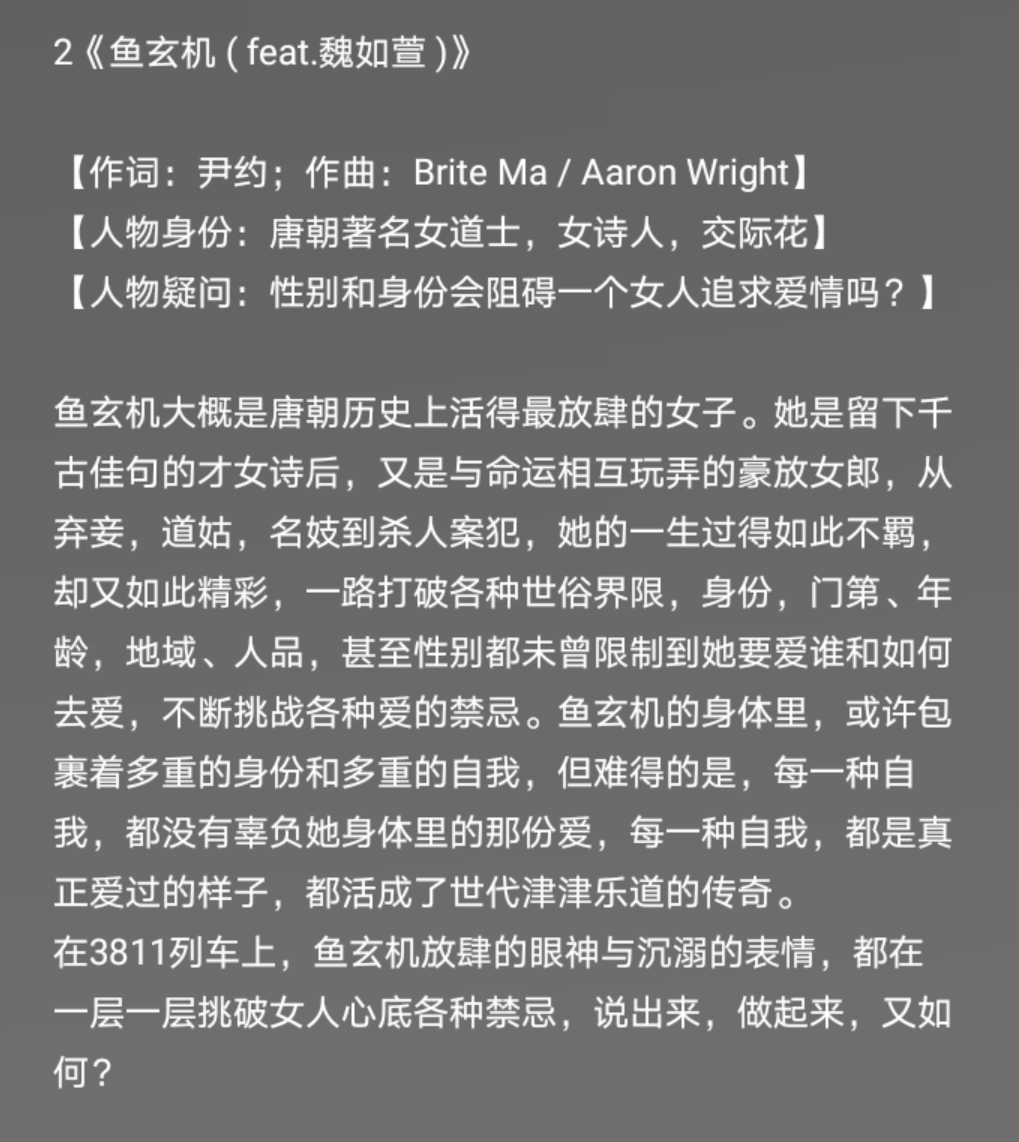 2《鱼玄机 ( feat.魏如萱 )》
【作词：尹约；作曲：Brite Ma / Aaron Wright】
【人物身份：唐朝著名女道士，女诗人，交际花】
【人物疑问：性别和身份会阻碍一个女人追求爱情吗？】
鱼玄机大概是唐朝历史上活得最放肆的女子。她是留下千
古佳句的才女诗后，又是与命运相互玩弄的豪放女郎，从
弃妾，道姑，名妓到杀人案犯，她的一生过得如此不羁，
却又如此精彩，一路打破各种世俗界限，身份，门第、年
龄，地域、人品，甚至性别都未曾限制到她要爱谁和如何
去爱，不断挑战各种爱的禁忌。鱼玄机的身体里，或许包
裹着多重的身份和多重的自我，但难得的是，每一种自
我，都没有辜负她身体里的那份爱，每一种自我，都是真
正爱过的样子，都活成了世代津津乐道的传奇。
在3811列车上，鱼玄机放肆的眼神与沉溺的表情，都在
一层一层挑破女人心底各种禁忌，说出来，做起来，又如
何？